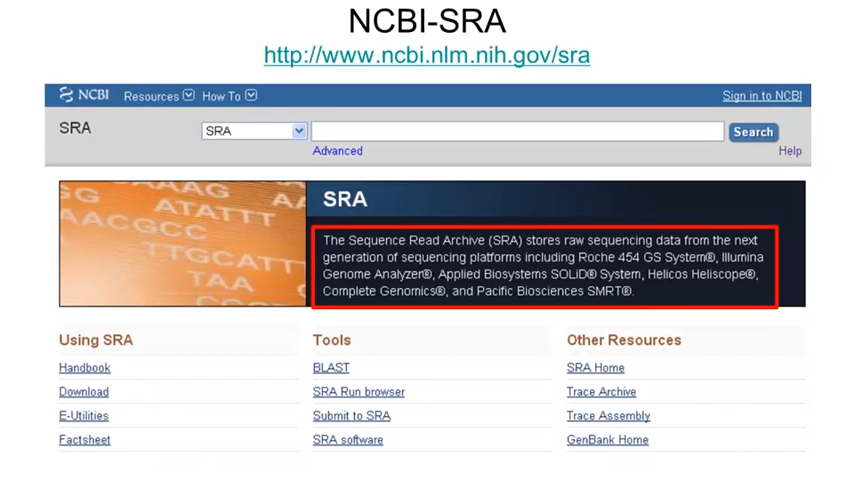 NCBI-SRA
http://www.ncbi.nlm.nih.gov/sra
NCBI Resources How To Sign in to NCBI
SRA SRA Search
Advanced Help
AAAAG AA
GG ATATTT
AACGCC
TTGCAT
TAA
SRA
The Sequence Read Archive (SRA) stores raw sequencing data from the next
generation of sequencing platforms including Roche 454 GS System®, Illumina
Genome Analyzer®, Applied Biosystems SOLiD® System, Helicos Heliscope®,
Complete Genomics®, and Pacific Biosciences SMRT®.
Using SRA Tools Other Resources
Handbook BLAST SRA Home
Download SRA Run browser Trace Archive
E-Utilities Submit to SRA Trace Assembly
Factsheet SRA software GenBank Home